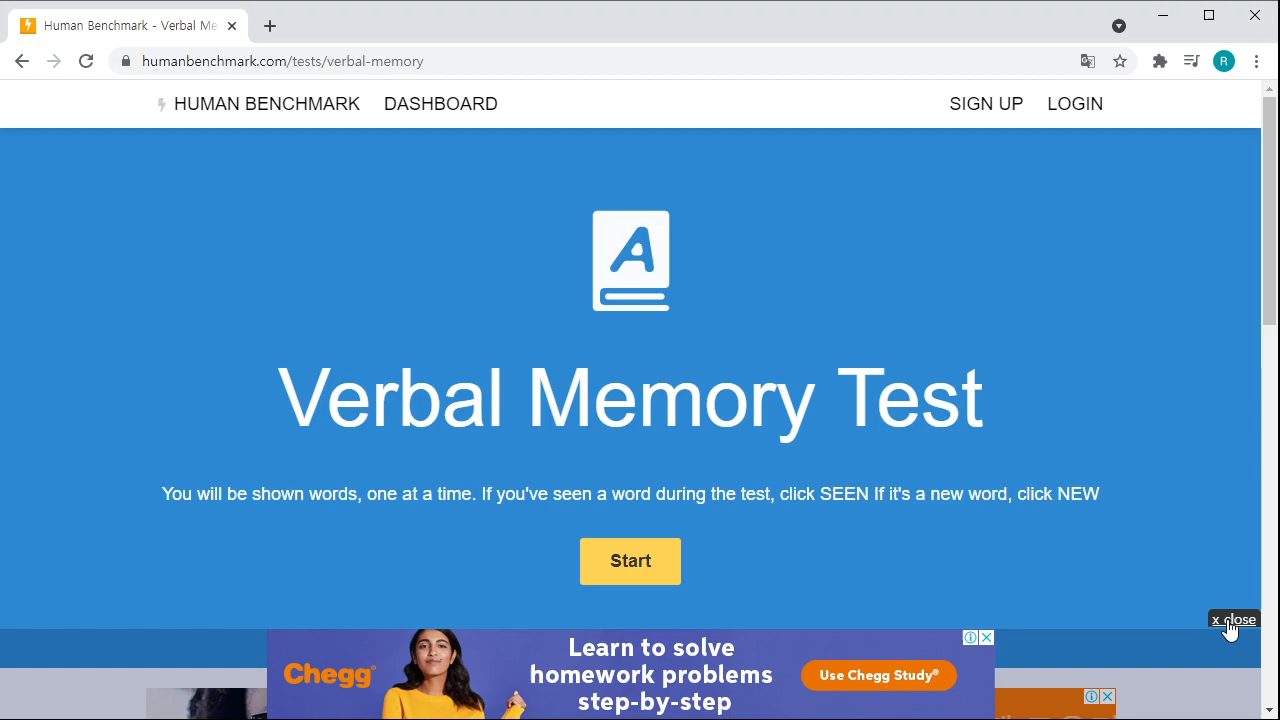 Human Benchmark - Verbal Me
humanbenchmark.com/tests/verbal-memory
R
HUMAN BENCHMARK DASHBOARD SIGN UP LOGIN
A
Verbal Memory Test
You will be shown words, one at a time. If you've seen a word during the test, click SEEN If it's a new word, click NEW
Start
x close
Chegg®
Learn to solve
homework problems
step-by-step
Use Chegg Study®